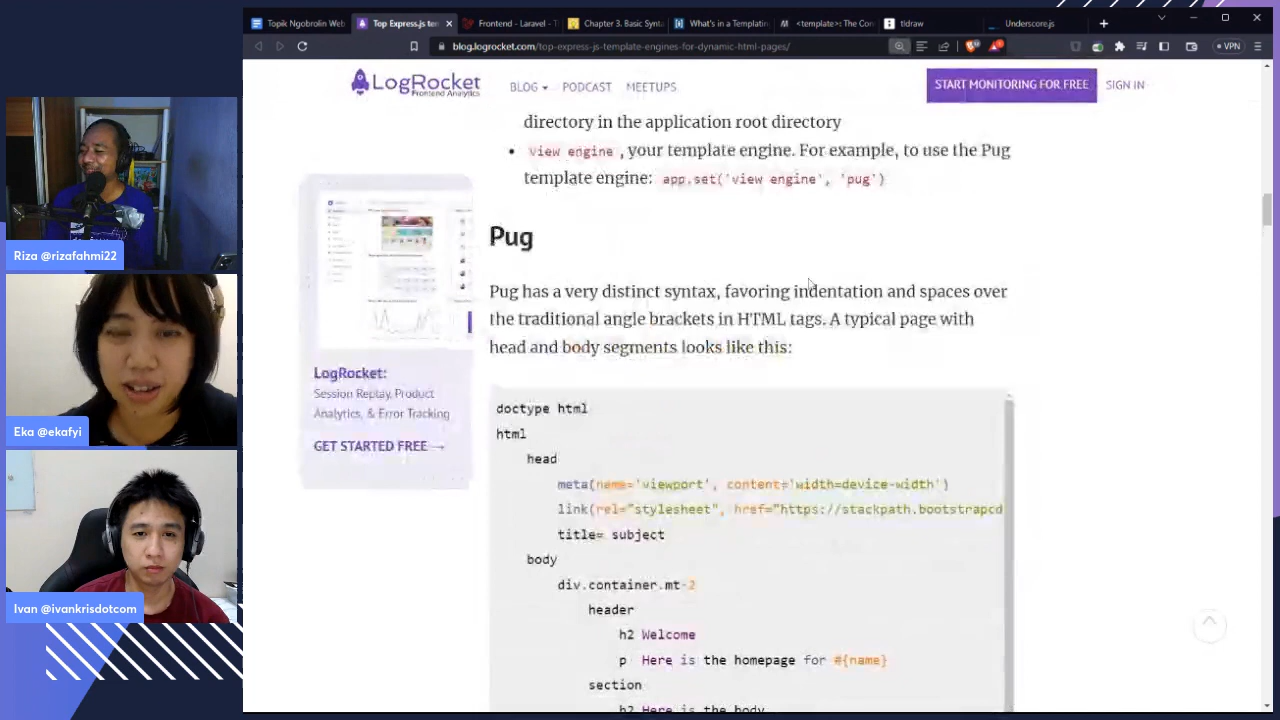 Topik Ngobrolin Web
Top Express.js tem
Frontend - Laravel - T
Chapter 3. Basic Synta
What's in a Templatin
<template>: The Con
tldraw
Underscore.js
blog.logrocket.com/top-express-js-template-engines-for-dynamic-html-pages/
VPN
LogRocket
Frontend Analytics
BLOG
PODCAST
MEETUPS
START MONITORING FOR FREE
SIGN IN
directory in the application root directory
• view engine , your template engine. For example, to use the Pug
template engine: app.set('view engine', 'pug')
Pug
Pug has a very distinct syntax, favoring indentation and spaces over
the traditional angle brackets in HTML tags. A typical page with
head and body segments looks like this:
LogRocket:
Session Replay, Product
Analytics, & Error Tracking
GET STARTED FREE →
doctype html
html
head
meta(name='viewport', content='width=device-width')
link(rel="stylesheet", href="https://stackpath.bootstrapcd
title= subject
body
div.container.mt-2
header
h2 Welcome
p Here is the homepage for #{name}
section
h2 Here is the body
Riza @rizafahmi22
Eka @ekafyi
Ivan @ivankrisdotcom